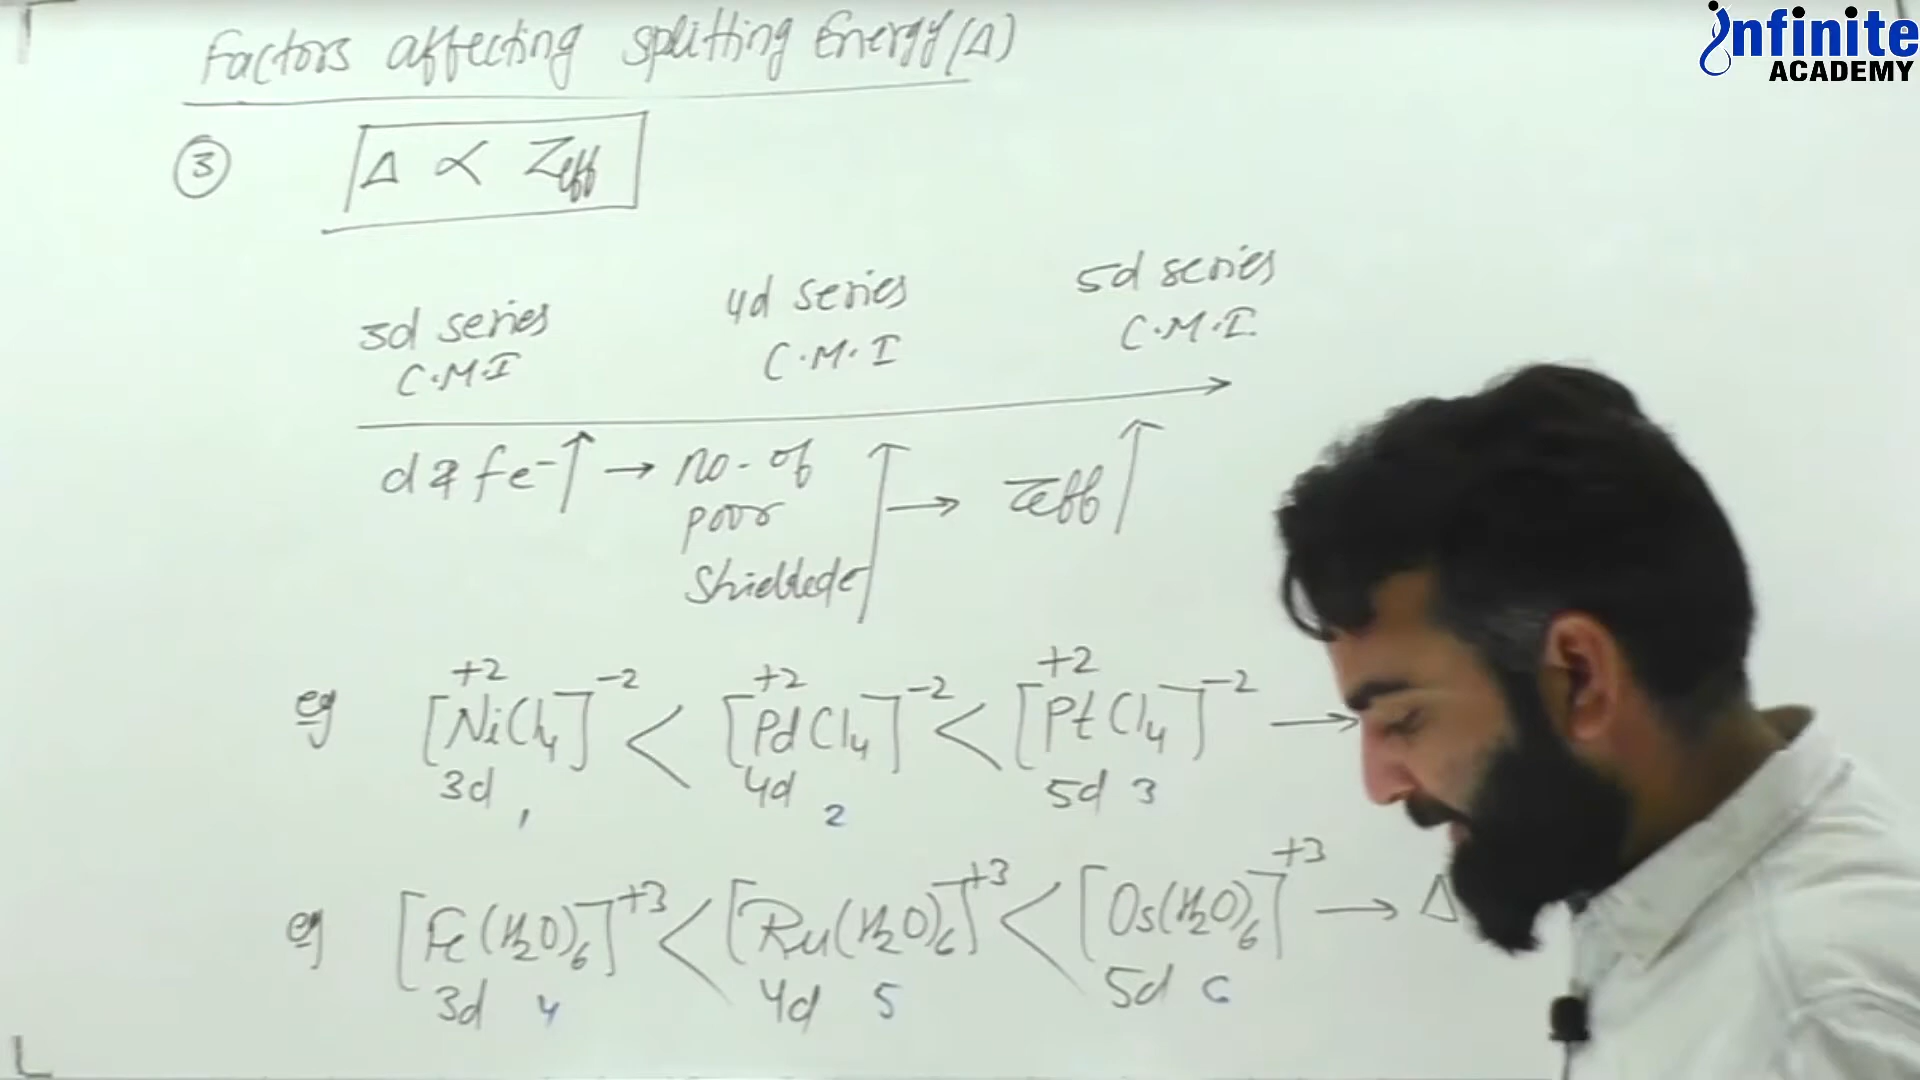 Infinite
ACADEMY
Factors affecting splitting Energy (Δ)
③ Δ ∝ Zeff
3d series 4d series 5d series
C.M.I C.M.I C.M.I.
d & f e⁻↑ → no. of poor Shielded e⁻↑ → Zeff↑
eg [NiCl₄]⁻² < [PdCl₄]⁻² < [PtCl₄]⁻² →
+2 +2 +2
3d 1 4d 2 5d 3
eg [Fe(H₂O)₆]⁺³ < [Ru(H₂O)₆]⁺³ < [Os(H₂O)₆]⁺³ → Δ
3d 4 4d 5 5d 6